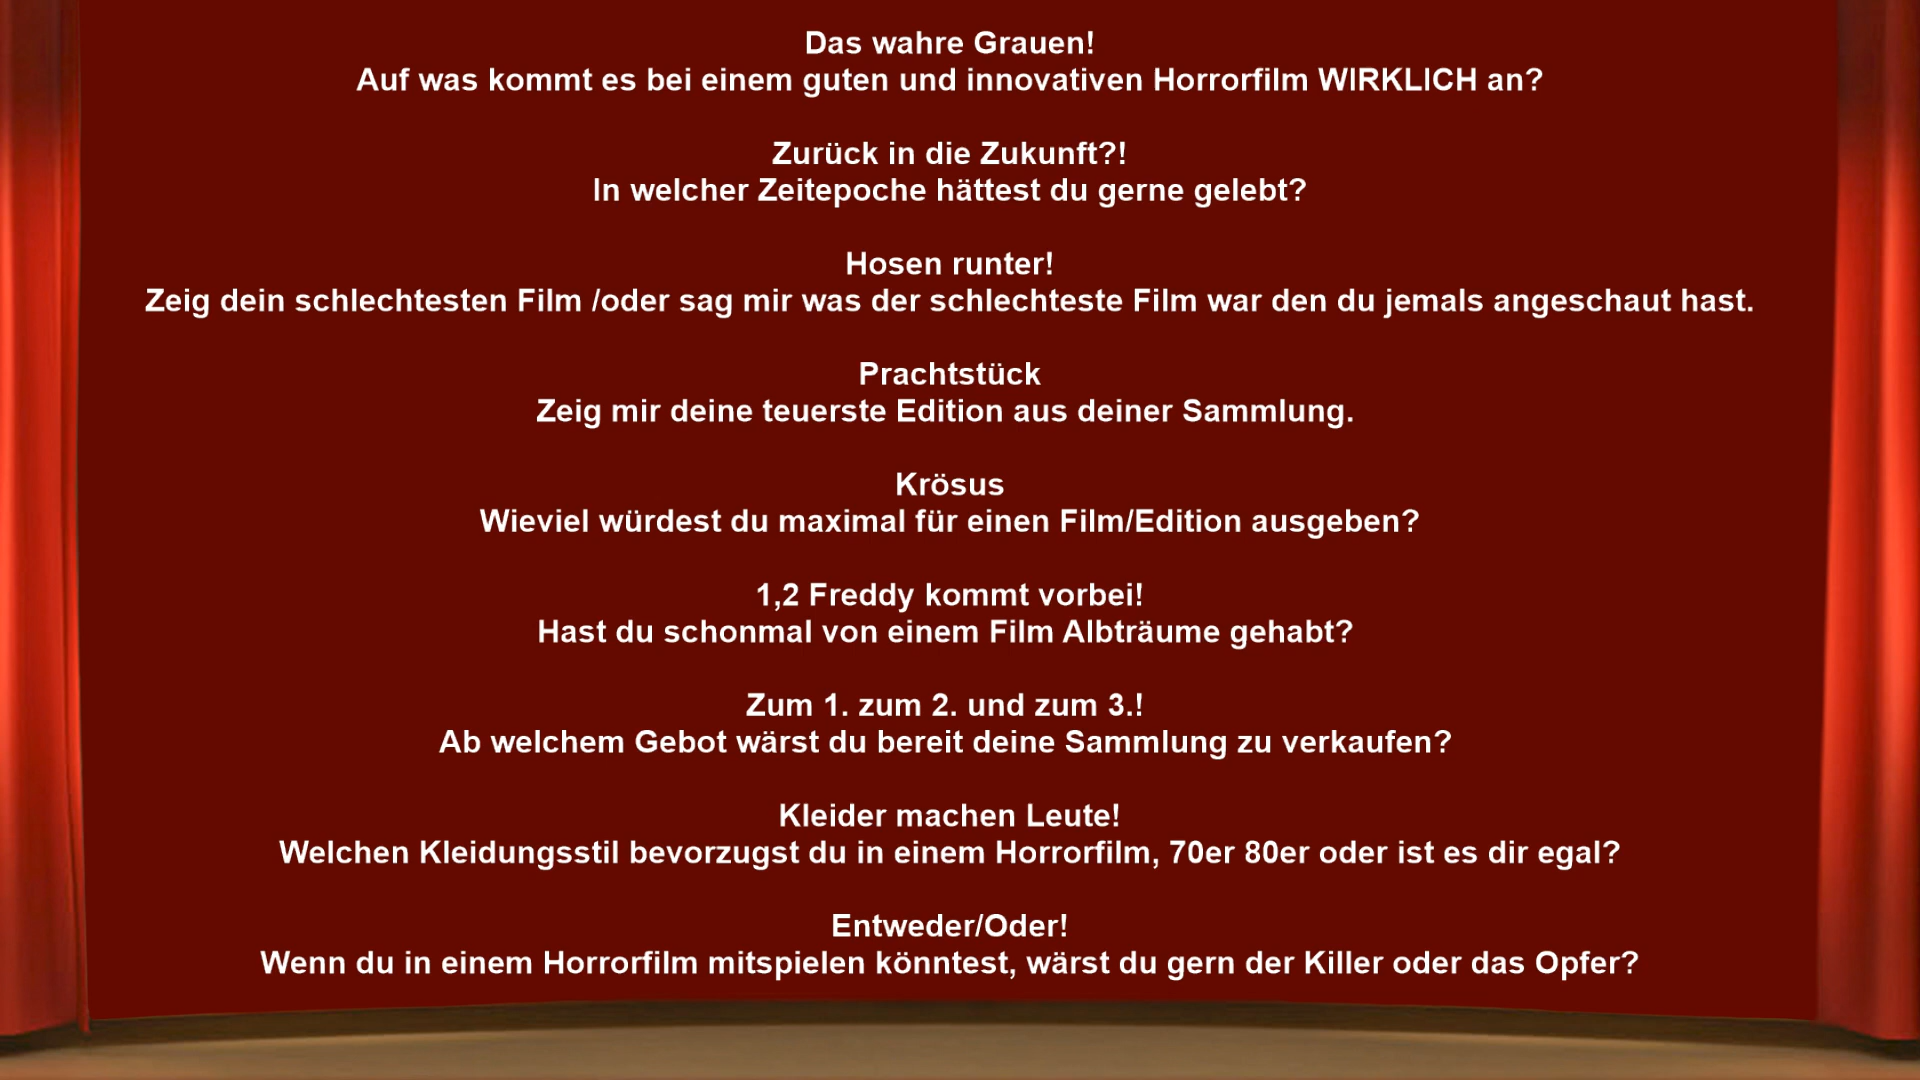 Das wahre Grauen!
Auf was kommt es bei einem guten und innovativen Horrorfilm WIRKLICH an?
Zurück in die Zukunft?!
In welcher Zeitepoche hättest du gerne gelebt?
Hosen runter!
Zeig dein schlechtesten Film /oder sag mir was der schlechteste Film war den du jemals angeschaut hast.
Prachtstück
Zeig mir deine teuerste Edition aus deiner Sammlung.
Krösus
Wieviel würdest du maximal für einen Film/Edition ausgeben?
1,2 Freddy kommt vorbei!
Hast du schonmal von einem Film Albträume gehabt?
Zum 1. zum 2. und zum 3.!
Ab welchem Gebot wärst du bereit deine Sammlung zu verkaufen?
Kleider machen Leute!
Welchen Kleidungsstil bevorzugst du in einem Horrorfilm, 70er 80er oder ist es dir egal?
Entweder/Oder!
Wenn du in einem Horrorfilm mitspielen könntest, wärst du gern der Killer oder das Opfer?